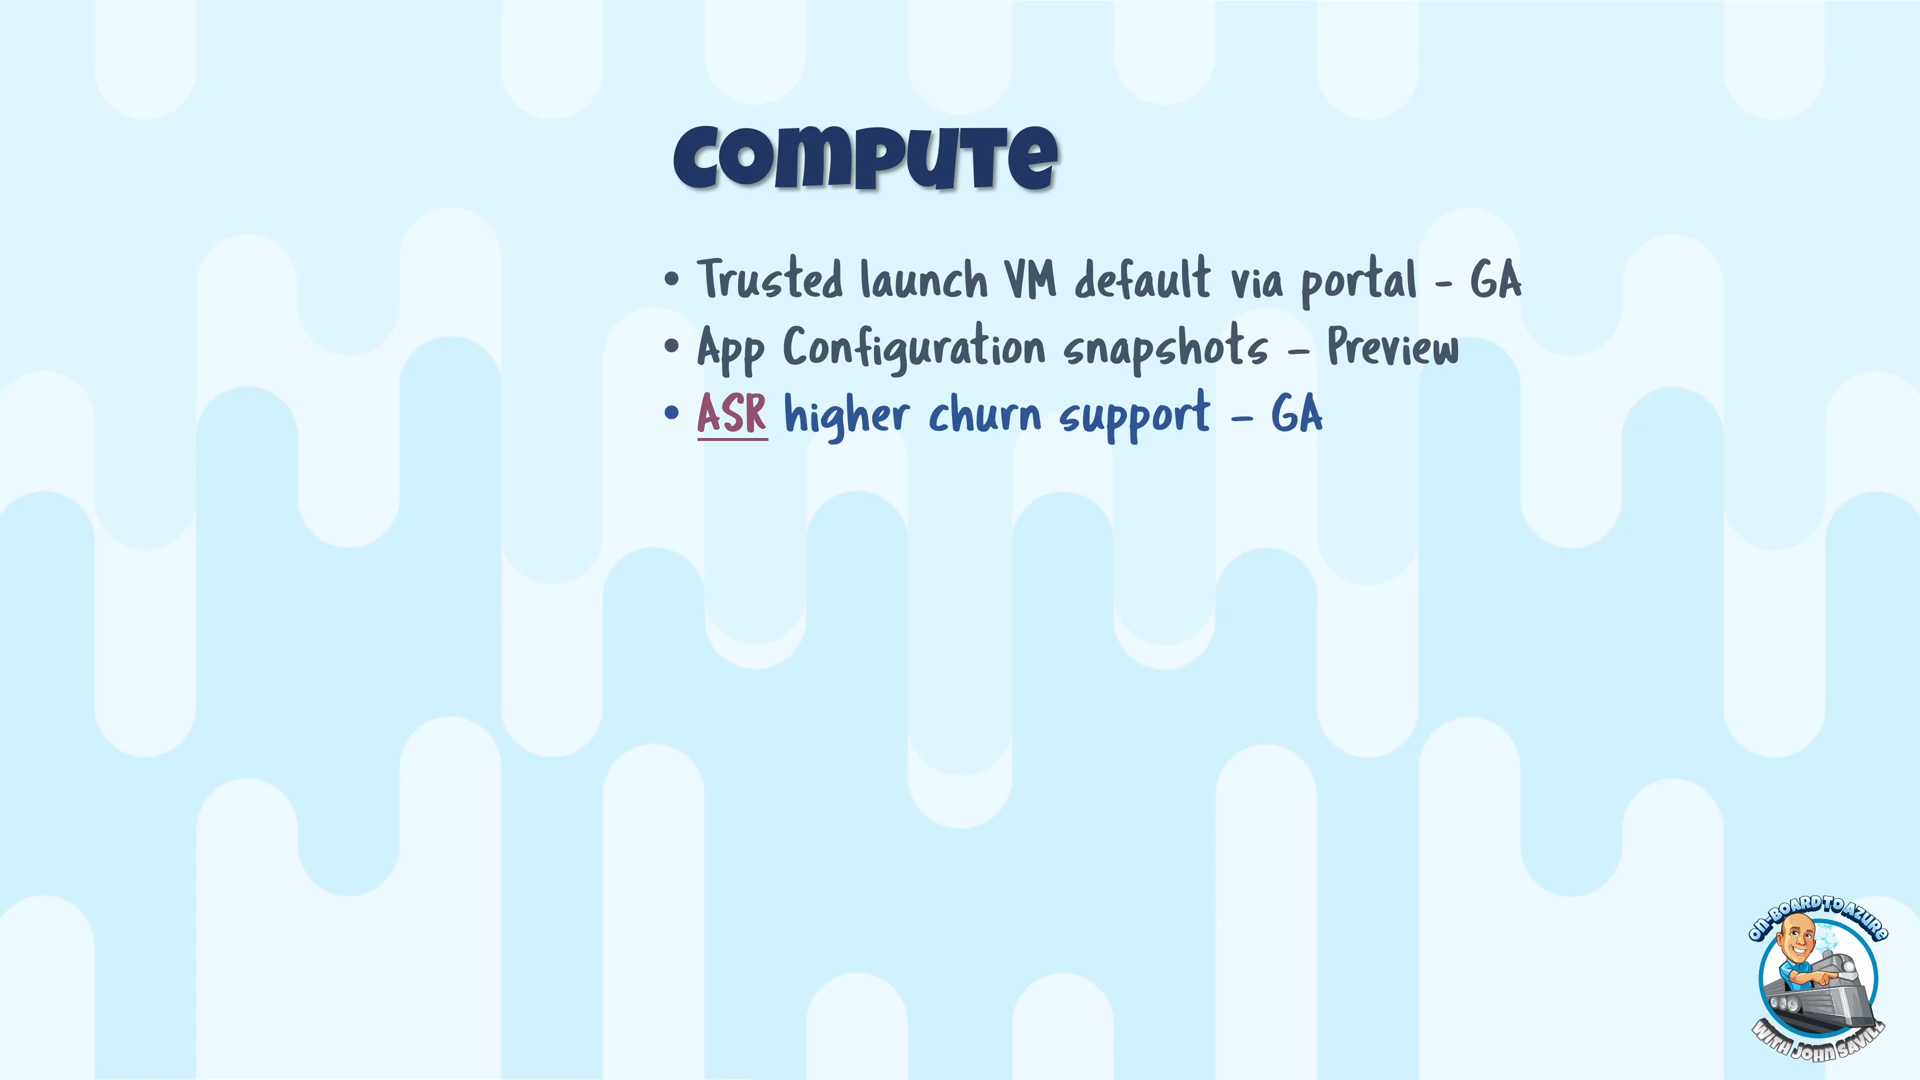 Compute
• Trusted launch VM default via portal - GA
• App Configuration snapshots – Preview
• ASR higher churn support – GA
ON-BOARD TO AZURE
WITH JOHN SAVILL